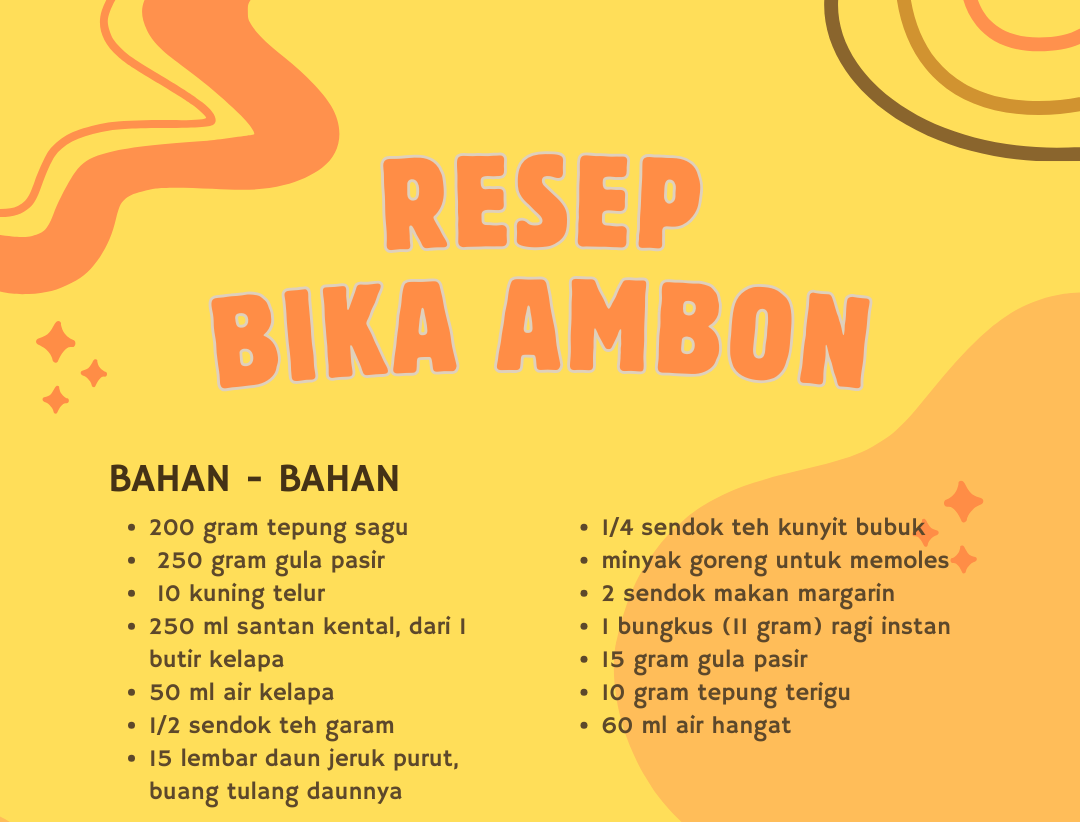 RESEP
BIKA AMBON
BAHAN - BAHAN
• 200 gram tepung sagu
• 250 gram gula pasir
• 10 kuning telur
• 250 ml santan kental, dari 1
butir kelapa
• 50 ml air kelapa
• 1/2 sendok teh garam
• 15 lembar daun jeruk purut,
buang tulang daunnya
• 1/4 sendok teh kunyit bubuk
• minyak goreng untuk memoles
• 2 sendok makan margarin
• 1 bungkus (11 gram) ragi instan
• 15 gram gula pasir
• 10 gram tepung terigu
• 60 ml air hangat